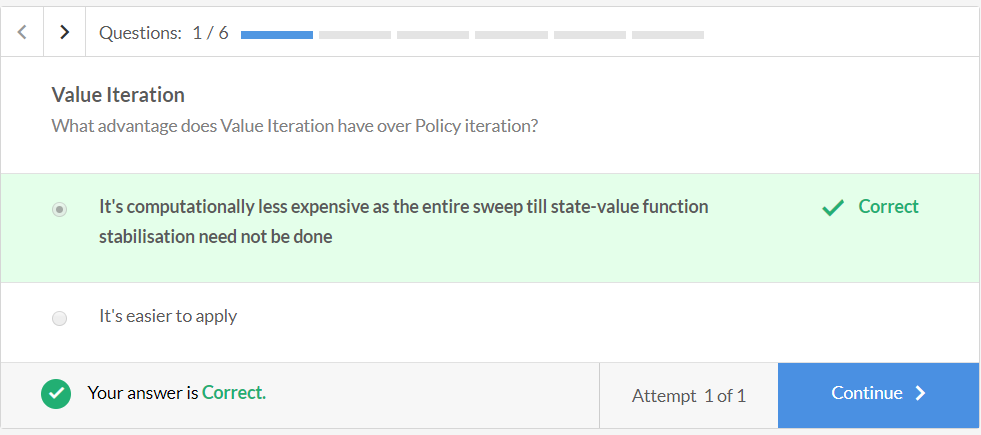 Questions: 1 / 6
Value Iteration
What advantage does Value Iteration have over Policy iteration?
It's computationally less expensive as the entire sweep till state-value function
stabilisation need not be done
Correct
It's easier to apply
Your answer is Correct.
Attempt 1 of 1
Continue